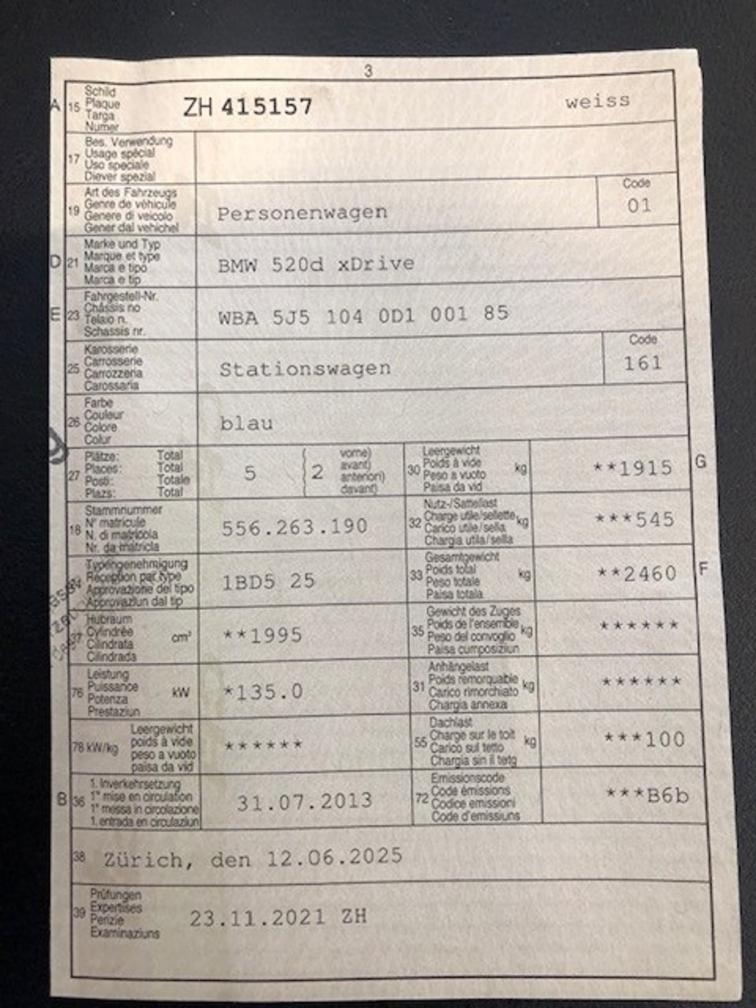 3
A 15 Schild
Plaque
Targa
Numer
ZH 415157 weiss
17 Bes. Verwendung
Usage spécial
Uso speciale
Diever spezial
19 Art des Fahrzeugs
Genre de véhicule
Genere di veicolo
Gener dal vehichel
Personenwagen
Code
01
D 21 Marke und Typ
Marque et type
Marca e tipo
Marca e tip
BMW 520d xDrive
E 23 Fahrgestell-Nr.
Châssis no
Telaio n.
Schassis nr.
WBA 5J5 104 0D1 001 85
25 Karosserie
Carrosserie
Carrozzeria
Carossaria
Stationswagen
Code
161
26 Farbe
Couleur
Colore
Colur
blau
27 Plätze: Total
Places: Total
Posti: Totale
Plazs: Total
5
2 vorne)
avant)
anteriori)
davant)
30 Leergewicht
Poids à vide
Peso a vuoto
Paisa da vid
kg
**1915 G
18 Stammnummer
N° matricule
N. di matricola
Nr. da matricla
556.263.190
32 Nutz-/Sattellast
Charge utile/sellette
Carico utile/sella
Chargia utila/sella
kg
***545
24 Typengenehmigung
Réception par type
Approvazione del tipo
Approvaziun dal tip
1BD5 25
33 Gesamtgewicht
Poids total
Peso totale
Paisa totala
kg
**2460 F
37 Hubraum
Cylindrée
Cilindrata
Cilindrada
cm³
**1995
35 Gewicht des Zuges
Poids de l'ensemble
Peso del convoglio
Paisa cumposiziun
kg
******
76 Leistung
Puissance
Potenza
Prestaziun
kW
*135.0
31 Anhängelast
Poids remorquable
Carico rimorchiato
Chargia annexa
kg
******
78 kW/kg Leergewicht
poids à vide
peso a vuoto
paisa da vid
******
55 Dachlast
Charge sur le toit
Carico sul tetto
Chargia sin il tetg
kg
***100
B 36 1. Inverkehrsetzung
1re mise en circulation
1a messa in circolazione
1. entrada en circulaziun
31.07.2013
72 Emissionscode
Code émissions
Codice emissioni
Code d'emissiuns
***B6b
38 Zürich, den 12.06.2025
39 Prüfungen
Expertises
Perizie
Examinaziuns
23.11.2021 ZH